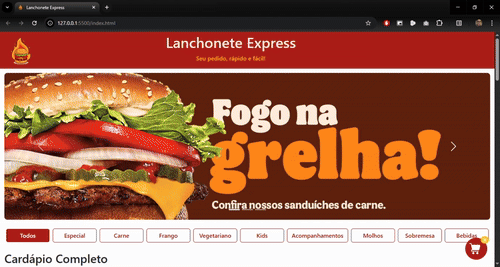 Lanchonete Express
127.0.0.1:5500/index.html
Lanchonete Express
Seu pedido, rápido e fácil!
Fogo na
grelha!
Confira nossos sanduíches de carne.
Todos
Especial
Carne
Frango
Vegetariano
Kids
Acompanhamentos
Molhos
Sobremesa
Bebidas
Cardápio Completo